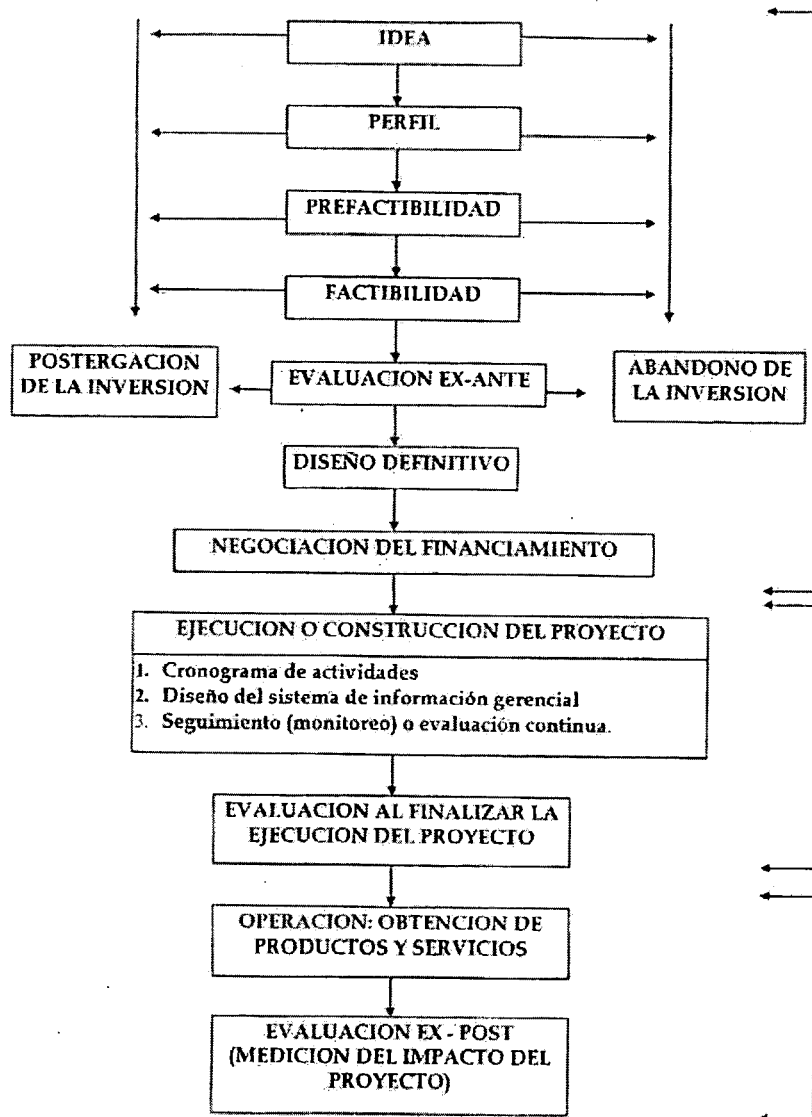 IDEA
PERFIL
PREFACTIBILIDAD
FACTIBILIDAD
POSTERGACION
DE LA INVERSION
EVALUACION EX-ANTE
ABANDONO DE
LA INVERSION
DISEÑO DEFINITIVO
NEGOCIACION DEL FINANCIAMIENTO
EJECUCION O CONSTRUCCION DEL PROYECTO
1. Cronograma de actividades
2. Diseño del sistema de información gerencial
3. Seguimiento (monitoreo) o evaluación continua.
EVALUACION AL FINALIZAR LA
EJECUCION DEL PROYECTO
OPERACION: OBTENCION DE
PRODUCTOS Y SERVICIOS
EVALUACION EX - POST
(MEDICION DEL IMPACTO DEL
PROYECTO)